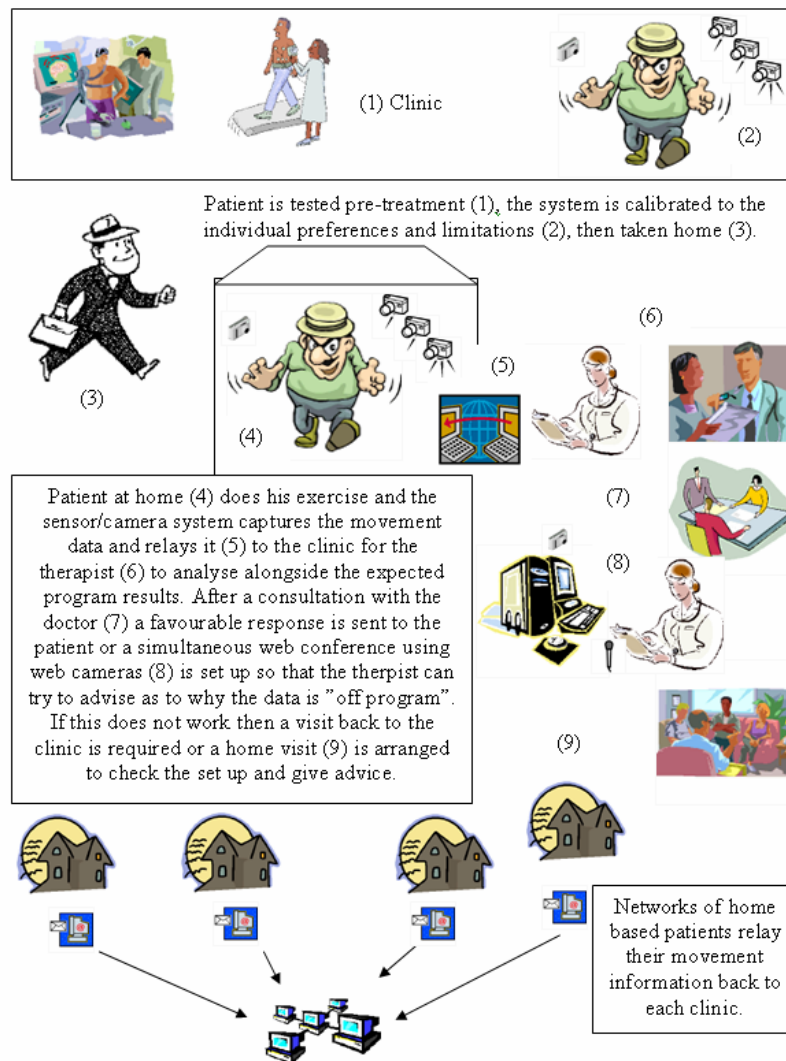 (1) Clinic
(2)
Patient is tested pre-treatment (1), the system is calibrated to the
individual preferences and limitations (2), then taken home (3).
(3)
(4)
(5)
(6)
Patient at home (4) does his exercise and the
sensor/camera system captures the movement
data and relays it (5) to the clinic for the
therapist (6) to analyse alongside the expected
program results. After a consultation with the
doctor (7) a favourable response is sent to the
patient or a simultaneous web conference using
web cameras (8) is set up so that the therpist can
try to advise as to why the data is ”off program”.
If this does not work then a visit back to the
clinic is required or a home visit (9) is arranged
to check the set up and give advice.
(7)
(8)
(9)
Networks of home
based patients relay
their movement
information back to
each clinic.